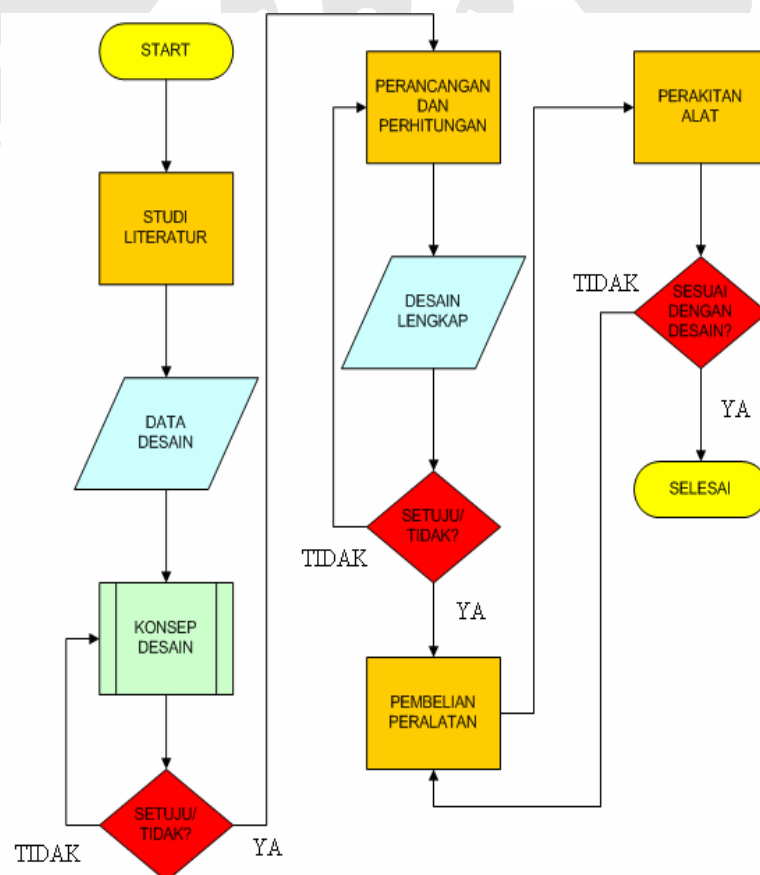 START
STUDI
LITERATUR
DATA
DESAIN
KONSEP
DESAIN
SETUJU/
TIDAK?
TIDAK
YA
PERANCANGAN
DAN
PERHITUNGAN
DESAIN
LENGKAP
SETUJU/
TIDAK?
TIDAK
YA
PEMBELIAN
PERALATAN
PERAKITAN
ALAT
SESUAI
DENGAN
DESAIN?
TIDAK
YA
SELESAI